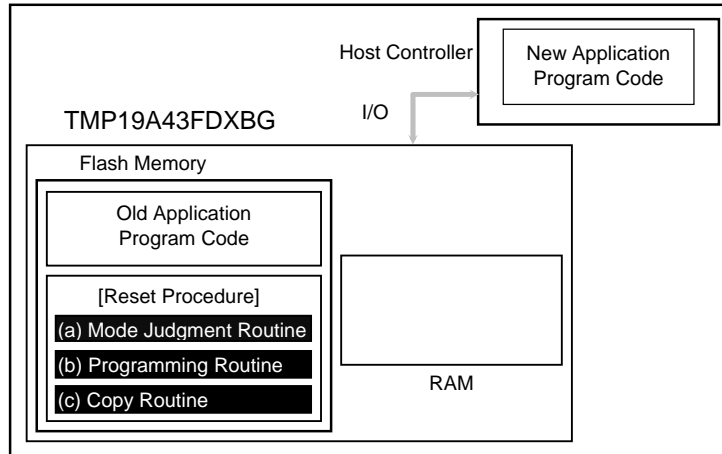 Host Controller
New Application
Program Code
I/O
TMP19A43FDXBG
Flash Memory
Old Application
Program Code
[Reset Procedure]
(a) Mode Judgment Routine
(b) Programming Routine
(c) Copy Routine
RAM